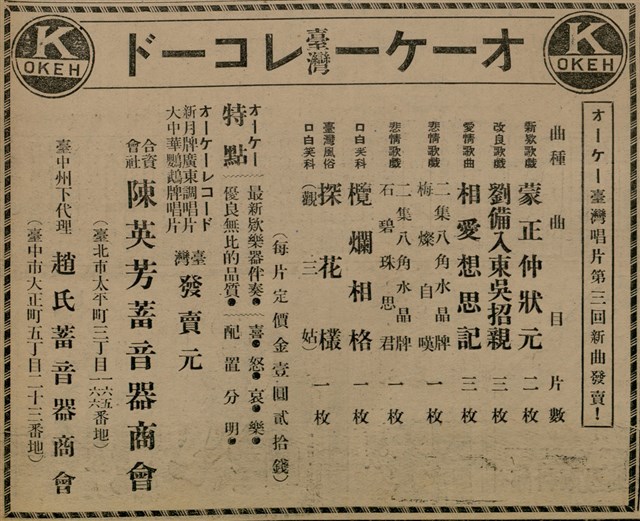 K
OKEH
オーケー臺灣レコード
K
OKEH
オーケー臺灣唱片第三回新曲發賣！
曲種 曲目 片數
新欵歌戲 蒙正仲狀元 二枚
改良歌戲 劉備入東吳招親 三枚
愛情歌曲 相愛想思記 三枚
悲情歌戲 二集八角水晶牌 梅燦自嘆 一枚
悲情歌戲 二集八角水晶牌 石碧珠思君 一枚
口白笑科 欖爛相格 一枚
臺灣風俗 口白笑科 探花欉（觀三姑） 一枚
（每片定價金壹圓貳拾錢）
オーケー特點
最新欵樂器伴奏●喜●怒●哀●樂●
優良無比的品質●配置分明●
オーケーレコード
新月牌廣東調唱片
大中華鸚鵡牌唱片
臺灣發賣元
合資會社 陳英芳蓄音器商會
（臺北市太平町三丁目一六五 一六六番地）
臺中州下代理 趙氏蓄音器商會
（臺中市大正町五丁目二十三番地）